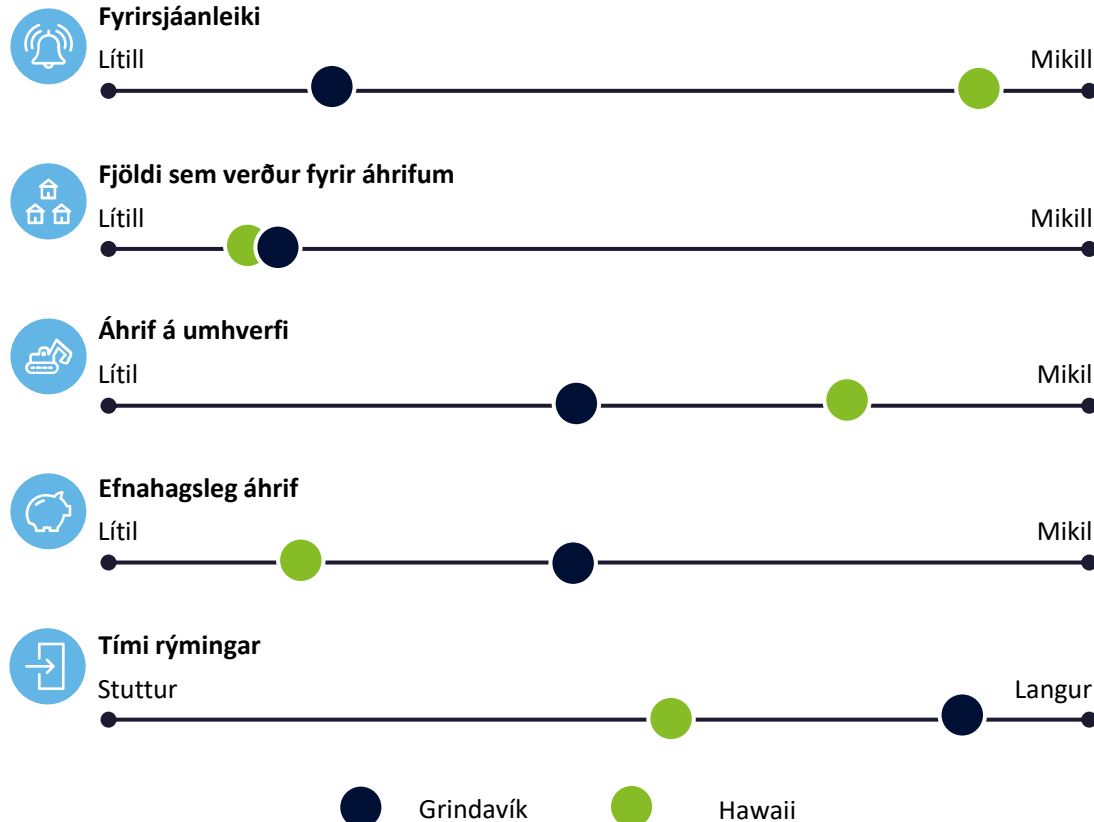 Fyrirsjáanleiki
Lítill Mikill
Fjöldi sem verður fyrir áhrifum
Lítill Mikill
Áhrif á umhverfi
Lítil Mikil
Efnahagsleg áhrif
Lítil Mikil
Tími rýmingar
Stuttur Langur
Grindavík Hawaii